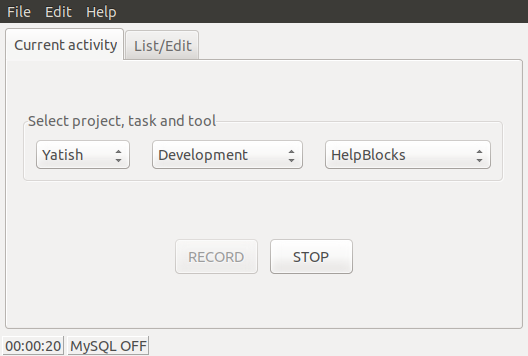 File Edit Help
Current activity List/Edit
Select project, task and tool
Yatish Development HelpBlocks
RECORD STOP
00:00:20 MySQL OFF